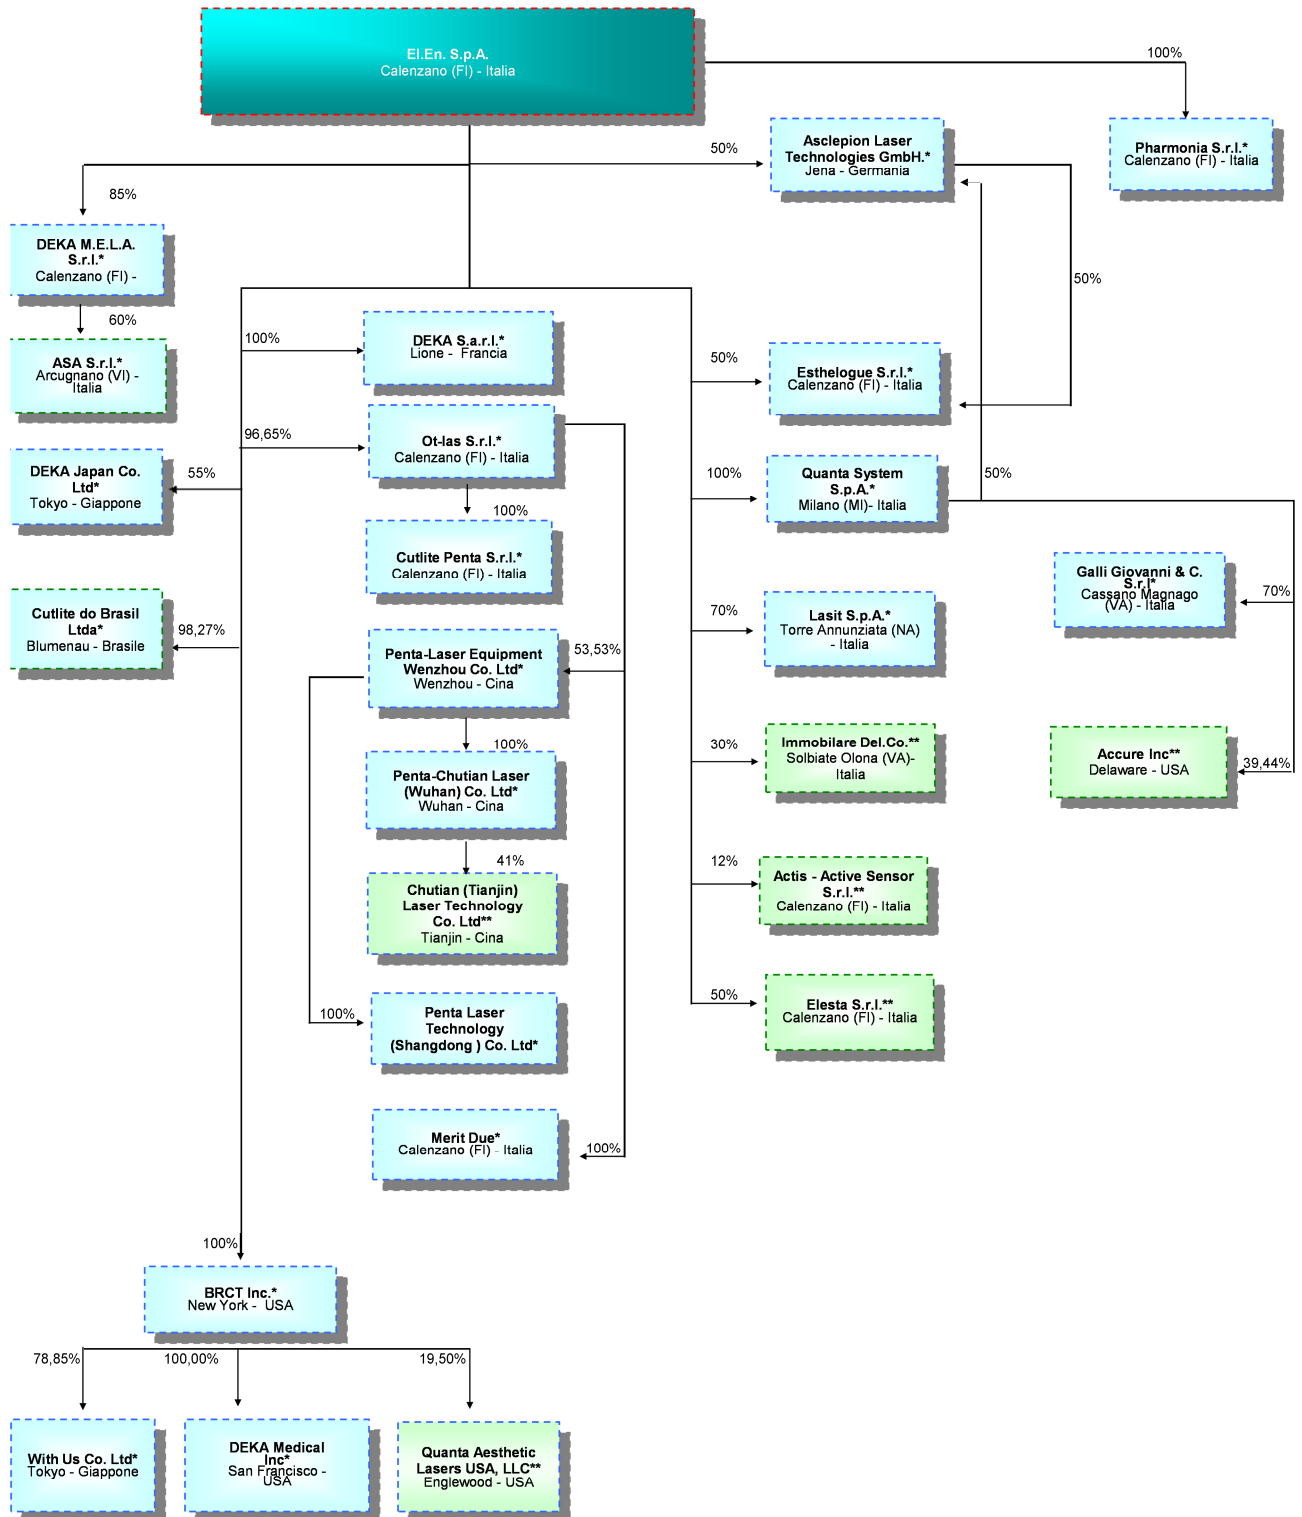 El.En. S.p.A.
Calenzano (FI) - Italia
100%
Pharmonia S.r.l.*
Calenzano (FI) - Italia
50%
Asclepion Laser
Technologies GmbH.*
Jena - Germania
50%
85%
DEKA M.E.L.A.
S.r.l.*
Calenzano (FI) -
60%
ASA S.r.l.*
Arcugnano (VI) -
Italia
100%
DEKA S.a.r.l.*
Lione -  Francia
50%
Esthelogue S.r.l.*
Calenzano (FI) - Italia
96,65%
Ot-las S.r.l.*
Calenzano (FI) - Italia
55%
DEKA Japan Co.
Ltd*
Tokyo - Giappone
100%
Quanta System
S.p.A.*
Milano (MI)- Italia
50%
100%
Cutlite Penta S.r.l.*
Calenzano (FI) - Italia
Galli Giovanni & C.
S.r.l*
Cassano Magnago
(VA) - Italia
70%
98,27%
Cutlite do Brasil
Ltda*
Blumenau - Brasile
70%
Lasit S.p.A.*
Torre Annunziata (NA)
- Italia
53,53%
Penta-Laser Equipment
Wenzhou Co. Ltd*
Wenzhou - Cina
100%
Penta-Chutian Laser
(Wuhan) Co. Ltd*
Wuhan - Cina
30%
Immobilare Del.Co.**
Solbiate Olona (VA)-
Italia
Accure Inc**
Delaware - USA
39,44%
41%
Chutian (Tianjin)
Laser Technology
Co. Ltd**
Tianjin - Cina
12%
Actis - Active Sensor
S.r.l.**
Calenzano (FI) - Italia
100%
Penta Laser
Technology
(Shangdong ) Co. Ltd*
50%
Elesta S.r.l.**
Calenzano (FI) - Italia
Merit Due*
Calenzano (FI) - Italia
100%
100%
BRCT Inc.*
New York -  USA
78,85%
100,00%
19,50%
With Us Co. Ltd*
Tokyo - Giappone
DEKA Medical
Inc*
San Francisco -
USA
Quanta Aesthetic
Lasers USA, LLC**
Englewood - USA